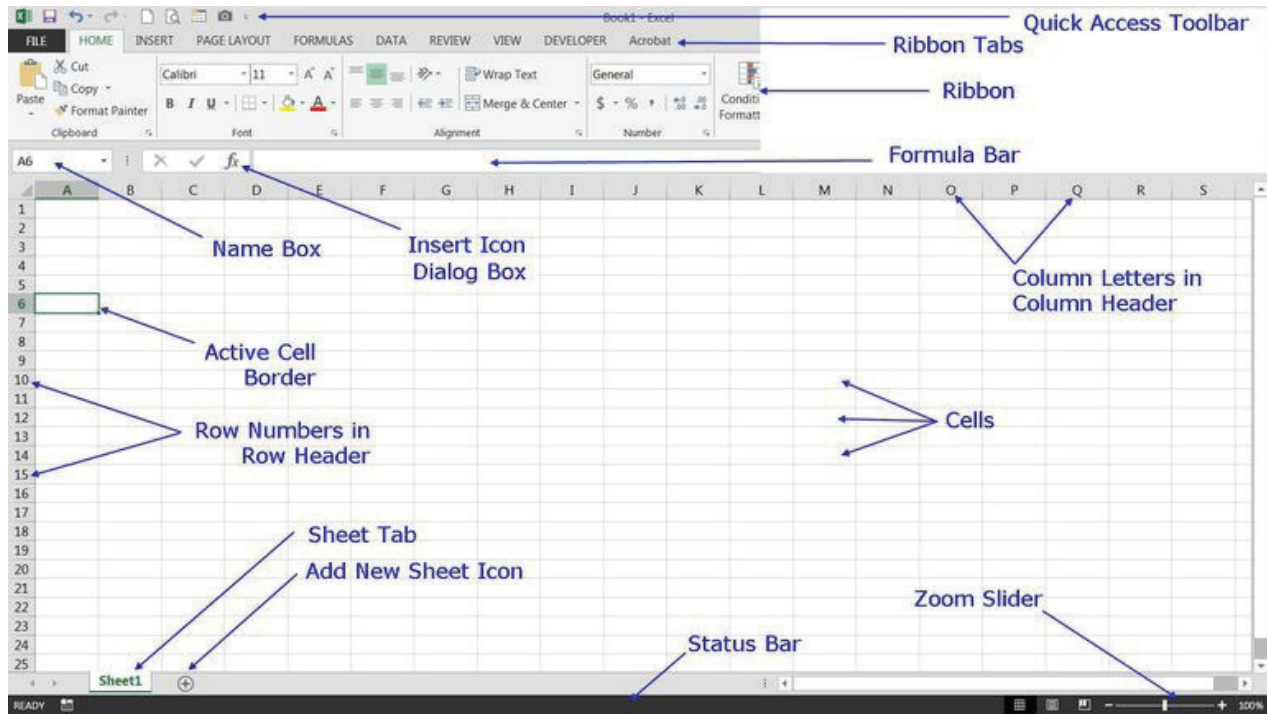 Book1 - Excel
Quick Access Toolbar
FILE HOME INSERT PAGE LAYOUT FORMULAS DATA REVIEW VIEW DEVELOPER Acrobat
Ribbon Tabs
Cut
Copy
Format Painter
Paste
Calibri 11
B I U
A A
A
Wrap Text
Merge & Center
General
$ % ,
Conditi
Formatt
Ribbon
Clipboard Font Alignment Number
A6
fx
Formula Bar
A B C D E F G H I J K L M N O P Q R S
1
2
3
4
5
6
7
8
9
10
11
12
13
14
15
16
17
18
19
20
21
22
23
24
25
Name Box
Insert Icon
Dialog Box
Column Letters in
Column Header
Active Cell
Border
Cells
Row Numbers in
Row Header
Sheet Tab
Add New Sheet Icon
Zoom Slider
Status Bar
Sheet1
READY
100%